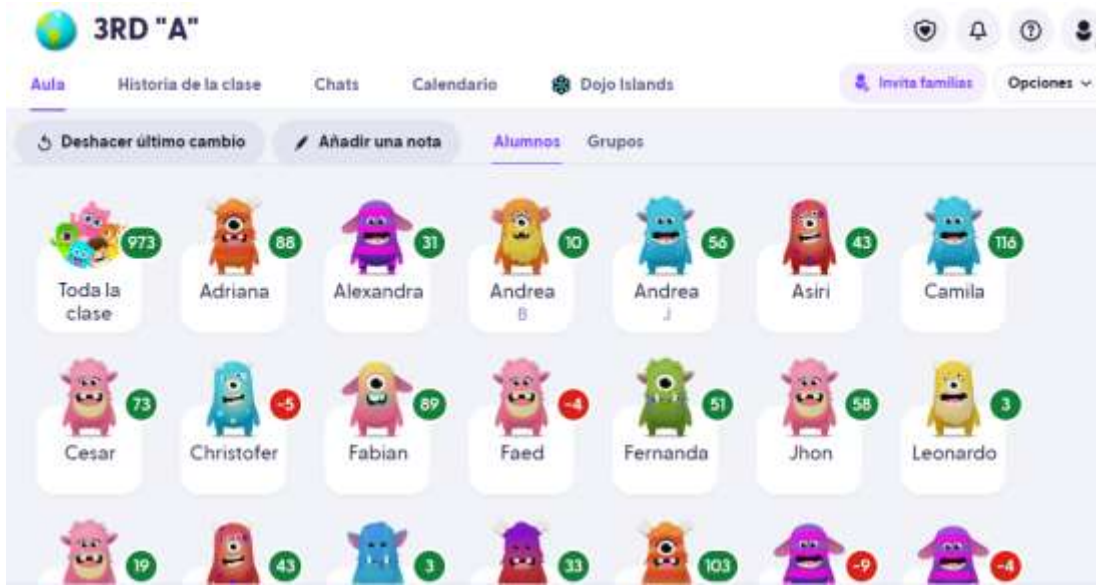 3RD "A"
Aula Historia de la clase Chats Calendario Dojo Islands Invita familias Opciones
Deshacer último cambio Añadir una nota Alumnos Grupos
973 88 31 10 56 43 116
Toda la clase Adriana Alexandra Andrea B Andrea J Asiri Camila
73 -5 89 -4 51 58 3
Cesar Christofer Fabian Faed Fernanda Jhon Leonardo
19 43 3 33 103 -9 -4